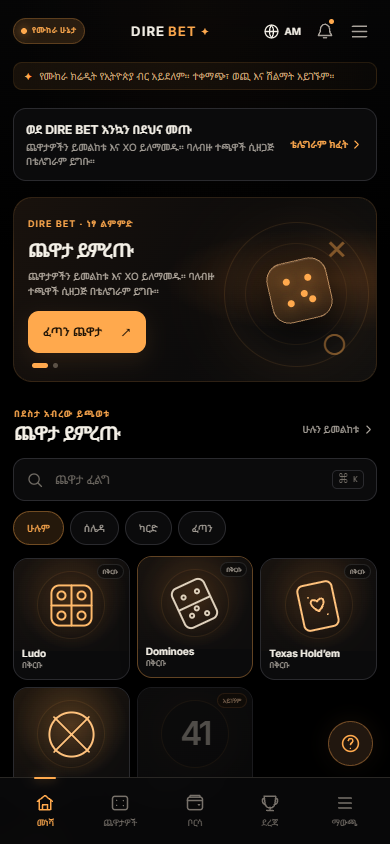 የሙከራ ሁኔታ
DIRE BET
AM
የሙከራ ክሬዲት የኢትዮጵያ ብር አይደለም። ተቀማጭ፣ ወጪ እና ሽልማት አይገኙም።
ወደ DIRE BET እንኳን በደህና መጡ
ጨዋታዎችን ይመልከቱ እና XO ይለማመዱ። ባለብዙ ተጫዋች ሲዘጋጅ
በቴሌግራም ይግቡ።
ቴሌግራም ክፈት
DIRE BET · ነፃ ልምምድ
ጨዋታ ይምረጡ
ጨዋታዎችን ይመልከቱ እና XO ይለማመዱ። ባለብዙ
ተጫዋች ሲዘጋጅ በቴሌግራም ይግቡ።
ፈጣን ጨዋታ
በደስታ አብረው ይጫወቱ
ጨዋታ ይምረጡ
ሁሉን ይመልከቱ
ጨዋታ ፈልግ
⌘ K
ሁሉም
ሰሌዳ
ካርድ
ፈጣን
በቅርቡ
በቅርቡ
በቅርቡ
Ludo
በቅርቡ
Dominoes
በቅርቡ
Texas Hold'em
በቅርቡ
አይገኝም
41
መነሻ
ጨዋታዎች
ቦርሳ
ደረጃ
ማውጫ